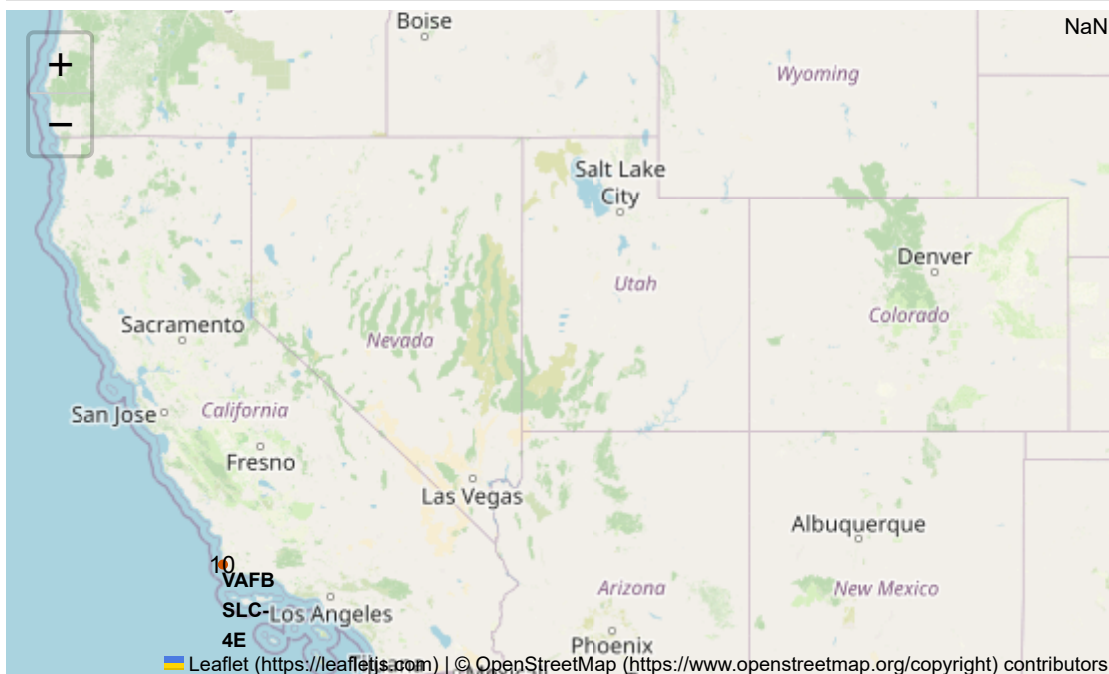 Boise
NaN
+
Wyoming
−
Salt Lake
City
Denver
Utah
Colorado
Sacramento
Nevada
San Jose
California
Fresno
Las Vegas
Albuquerque
10
VAFB
SLC-
4E
Los Angeles
Arizona
New Mexico
Phoenix
Tijuana
Leaflet (https://leafletjs.com) | © OpenStreetMap (https://www.openstreetmap.org/copyright) contributors